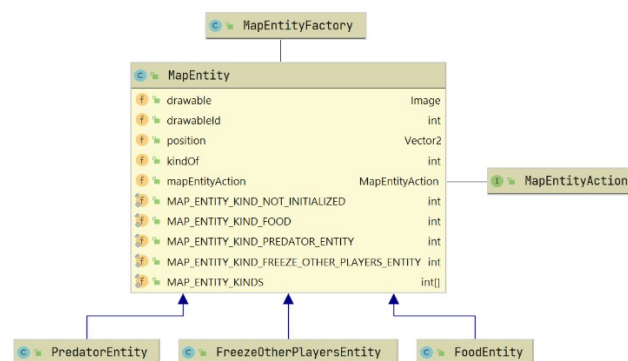 MapEntityFactory
MapEntity
drawable Image
drawableId int
position Vector2
kindOf int
mapEntityAction MapEntityAction
MAP_ENTITY_KIND_NOT_INITIALIZED int
MAP_ENTITY_KIND_FOOD int
MAP_ENTITY_KIND_PREDATOR_ENTITY int
MAP_ENTITY_KIND_FREEZE_OTHER_PLAYERS_ENTITY int
MAP_ENTITY_KINDS int[]
MapEntityAction
PredatorEntity FreezeOtherPlayersEntity FoodEntity